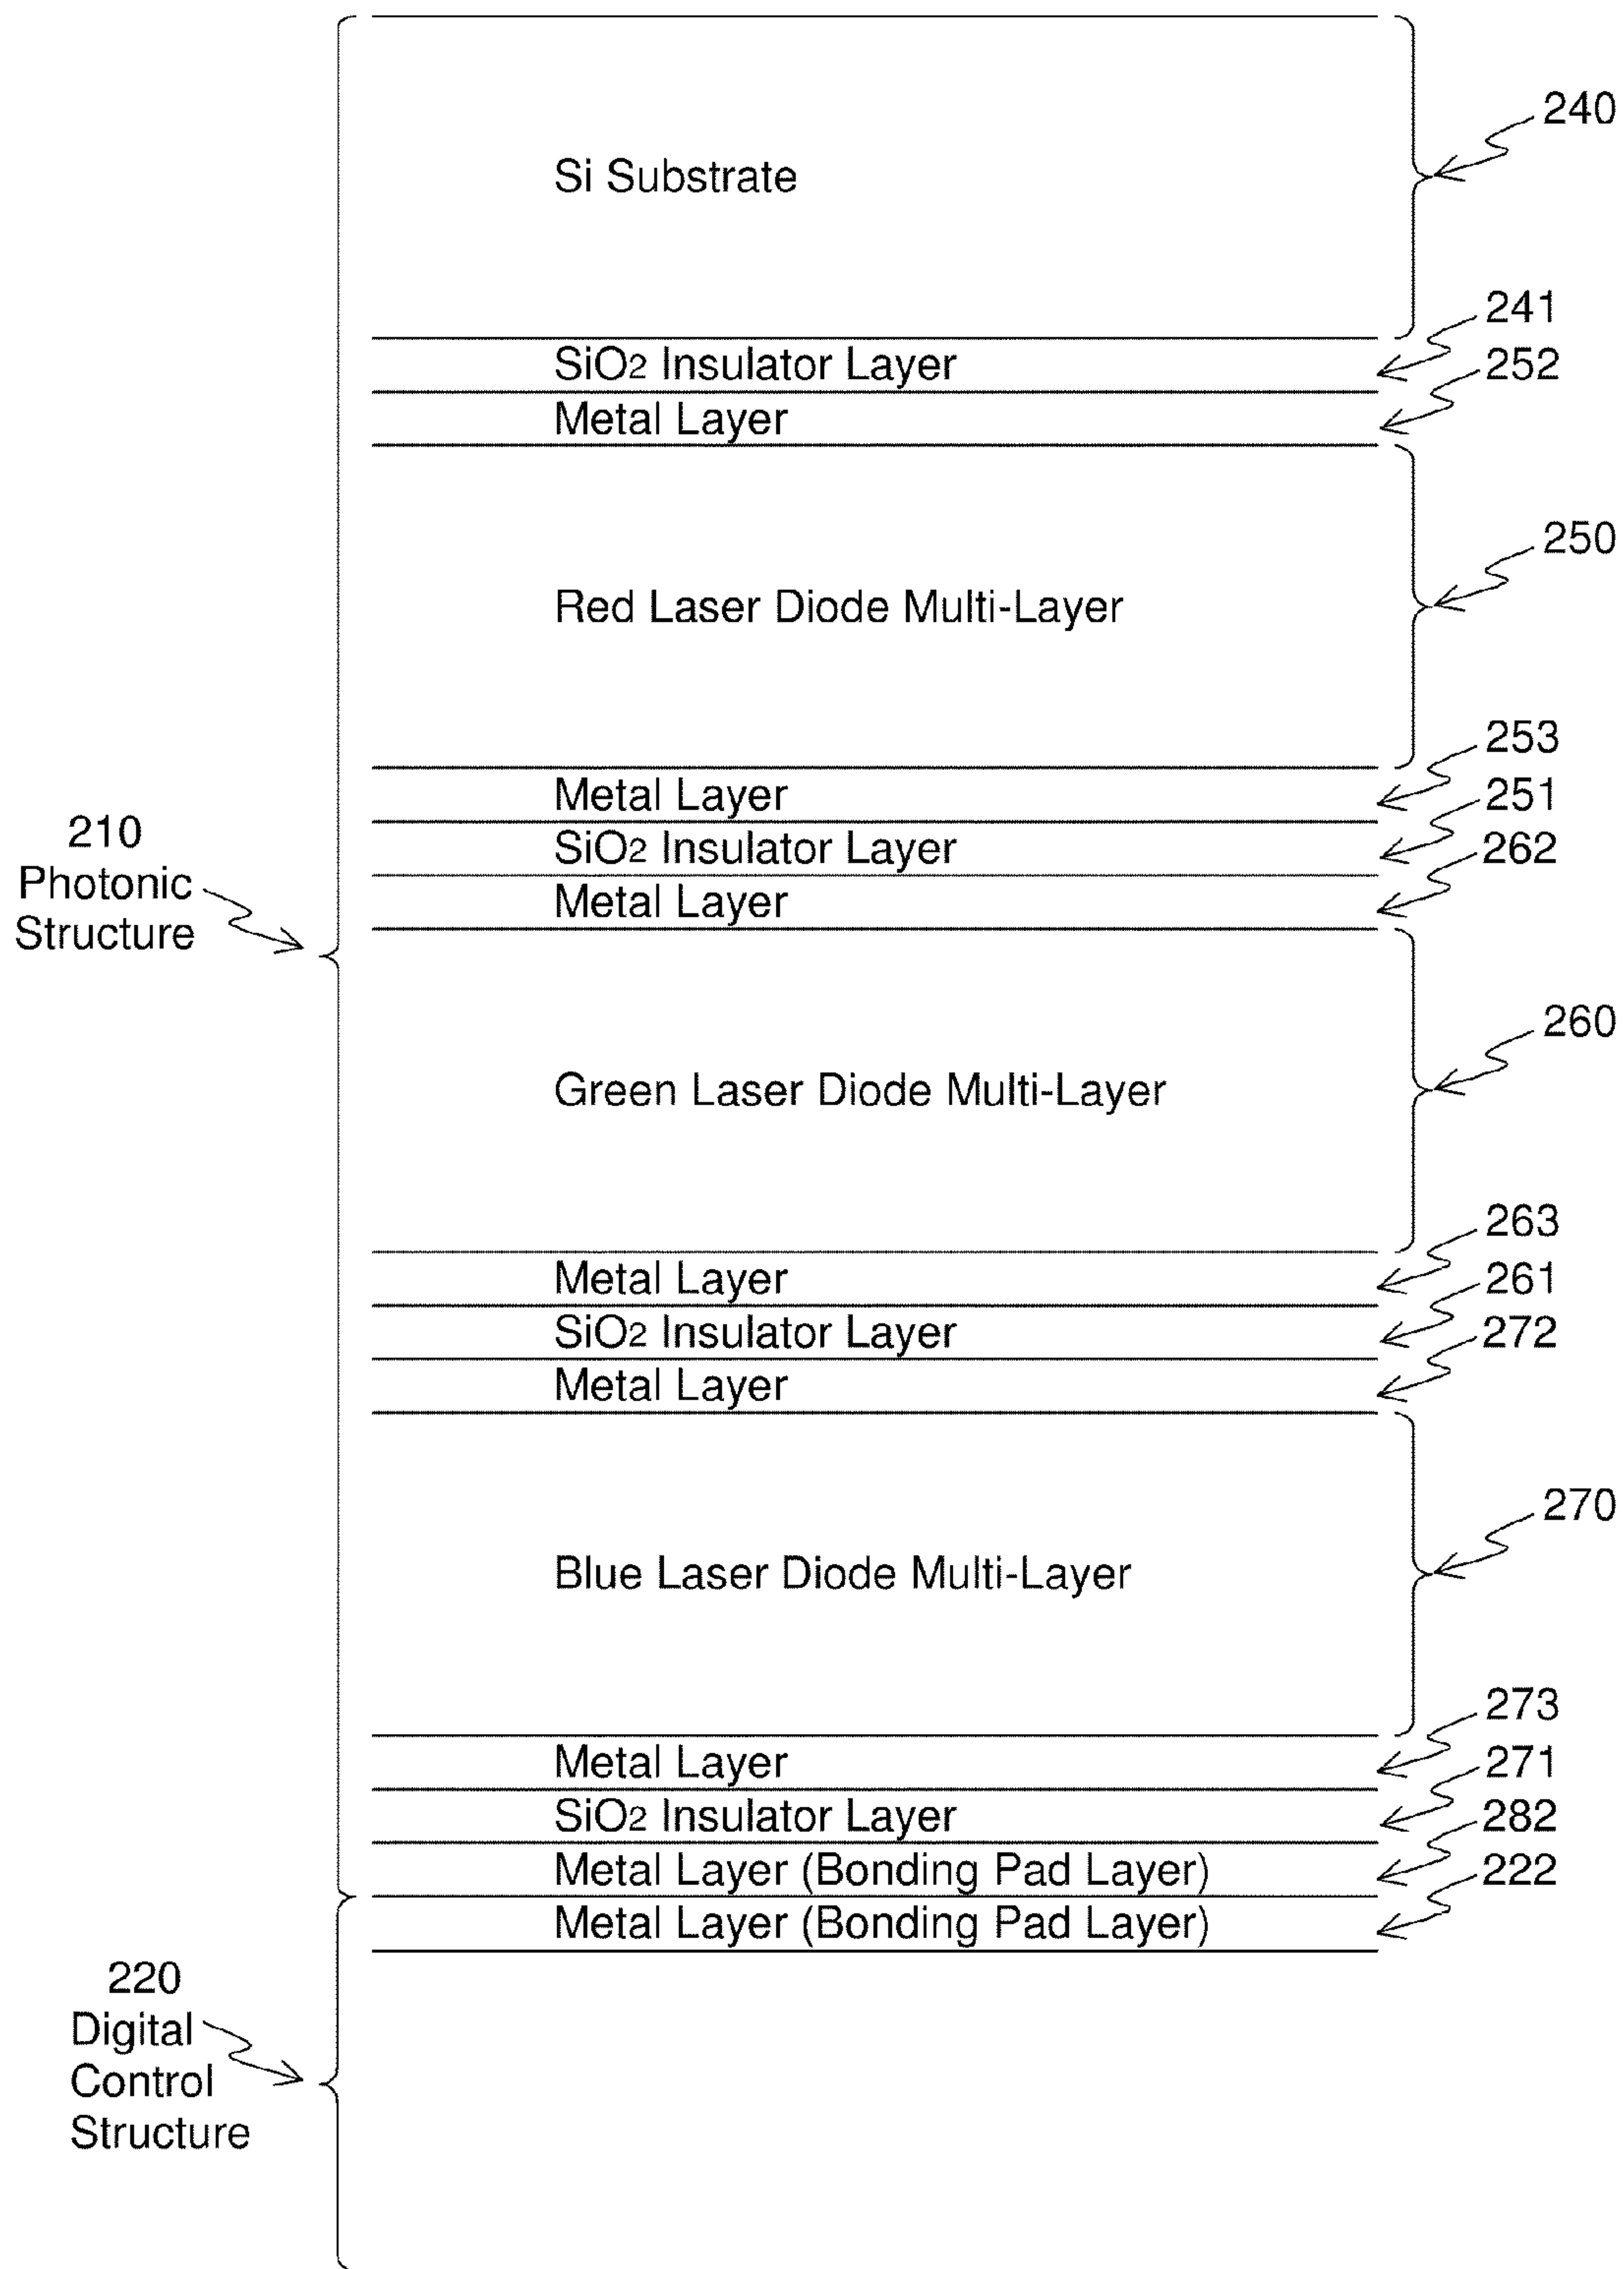 Si Substrate
240
SiO2 Insulator Layer
241
Metal Layer
252
Red Laser Diode Multi-Layer
250
Metal Layer
253
SiO2 Insulator Layer
251
Metal Layer
262
210
Photonic
Structure
Green Laser Diode Multi-Layer
260
Metal Layer
263
SiO2 Insulator Layer
261
Metal Layer
272
Blue Laser Diode Multi-Layer
270
Metal Layer
273
SiO2 Insulator Layer
271
Metal Layer (Bonding Pad Layer)
282
Metal Layer (Bonding Pad Layer)
222
220
Digital
Control
Structure